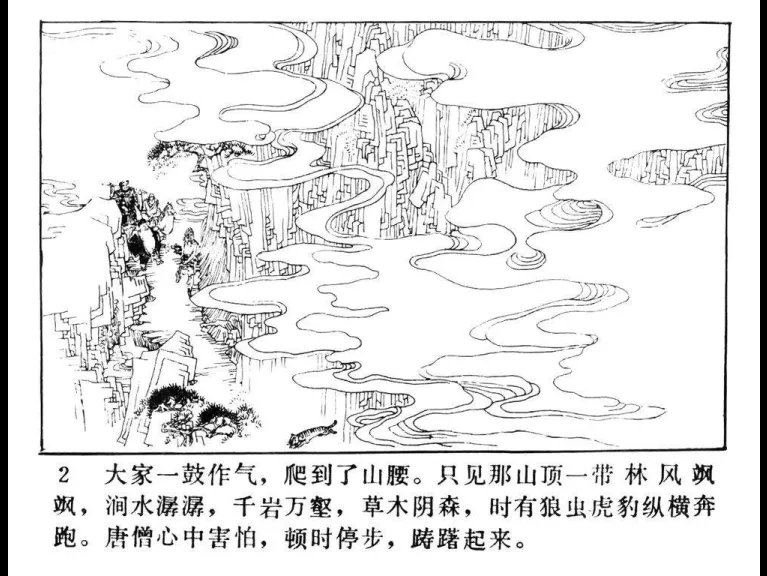 2 大家一鼓作气，爬到了山腰。只见那山顶一带林风飒
飒，涧水潺潺，千岩万壑，草木阴森，时有狼虫虎豹纵横奔
跑。唐僧心中害怕，顿时停步，踌躇起来。